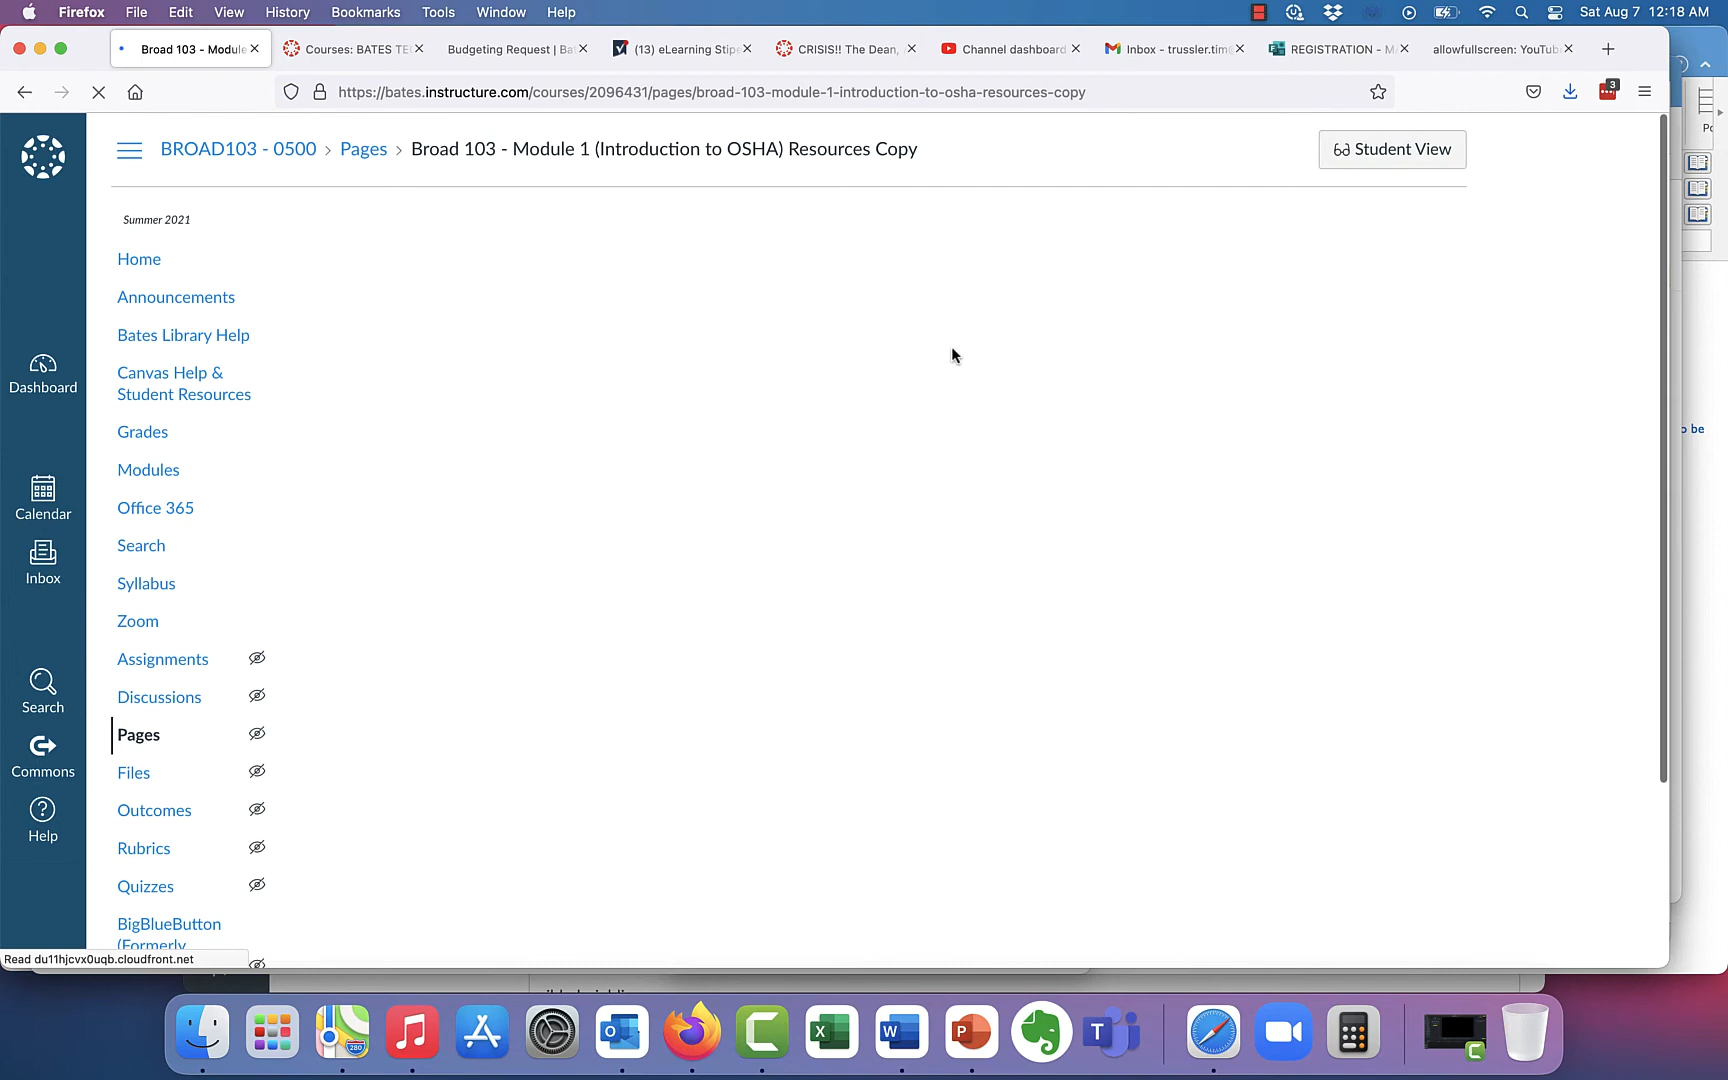 Firefox File Edit View History Bookmarks Tools Window Help Sat Aug 7 12:18 AM
Broad 103 - Module Courses: BATES TE Budgeting Request | Ba (13) eLearning Stipe CRISIS!! The Dean, Channel dashboard Inbox - trussler.tim@ REGISTRATION - M allowfullscreen: YouTub
https://bates.instructure.com/courses/2096431/pages/broad-103-module-1-introduction-to-osha-resources-copy
3
BROAD103 - 0500 > Pages > Broad 103 - Module 1 (Introduction to OSHA) Resources Copy
Student View
Summer 2021
Home
Announcements
Bates Library Help
Canvas Help &
Student Resources
Grades
Modules
Office 365
Search
Syllabus
Zoom
Assignments
Discussions
Pages
Files
Outcomes
Rubrics
Quizzes
BigBlueButton
(Formerly
Dashboard
Calendar
Inbox
Search
Commons
Help
o be
Read du11hjcvx0uqb.cloudfront.net
280